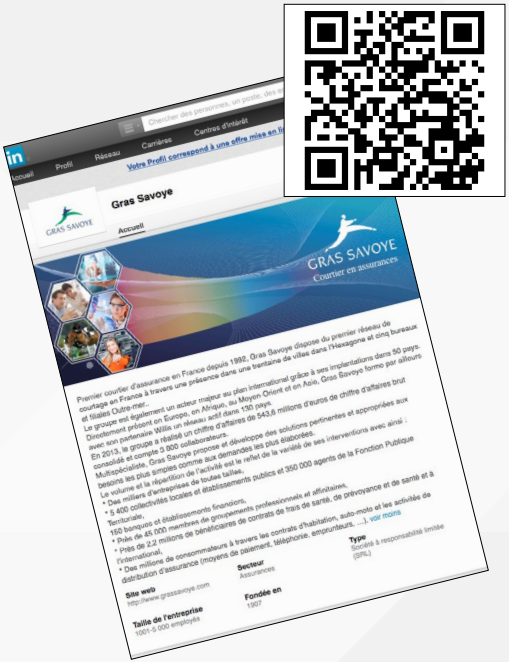 in
Chercher des personnes, un poste, des
Accueil Profil Réseau Carrières Centres d'intérêt
Votre Profil correspond à une offre mise en
GRAS SAVOYE
Gras Savoye
Accueil
GRAS SAVOYE
Courtier en assurances
Premier courtier d'assurance en France depuis 1992, Gras Savoye dispose du premier réseau de
courtage en France à travers une présence dans une trentaine de villes dans l'Hexagone et cinq bureaux
et filiales Outre-mer..
Le groupe est également un acteur majeur au plan international grâce à ses implantations dans 50 pays.
Directement présent en Europe, en Afrique, au Moyen Orient et en Asie, Gras Savoye forme par ailleurs
avec son partenaire Willis un réseau actif dans 130 pays.
En 2013, le groupe a réalisé un chiffre d'affaires de 543,6 millions d'euros de chiffre d'affaires brut
consolidé et compte 3 800 collaborateurs.
Multispécialiste, Gras Savoye propose et développe des solutions pertinentes et appropriées aux
besoins les plus simples comme aux demandes les plus élaborées.
Le volume et la répartition de l'activité est le reflet de la variété de ses interventions avec ainsi :
* Des milliers d'entreprises de toutes tailles,
* 5 400 collectivités locales et établissements publics et 350 000 agents de la Fonction Publique
Territoriale,
150 banques et établissements financiers,
* Près de 45 000 membres de groupements professionnels et affinitaires,
* Près de 2,2 millions de bénéficiaires de contrats de frais de santé, de prévoyance et de santé et à
l'international,
* Des millions de consommateurs à travers les contrats d'habitation, auto-moto et les activités de
distribution d'assurance (moyens de paiement, téléphonie, emprunteurs, …). voir moins
Site web
http://www.grassavoye.com
Secteur
Assurances
Type
Société à responsabilité limitée
(SRL)
Taille de l'entreprise
1001-5 000 employés
Fondée en
1907